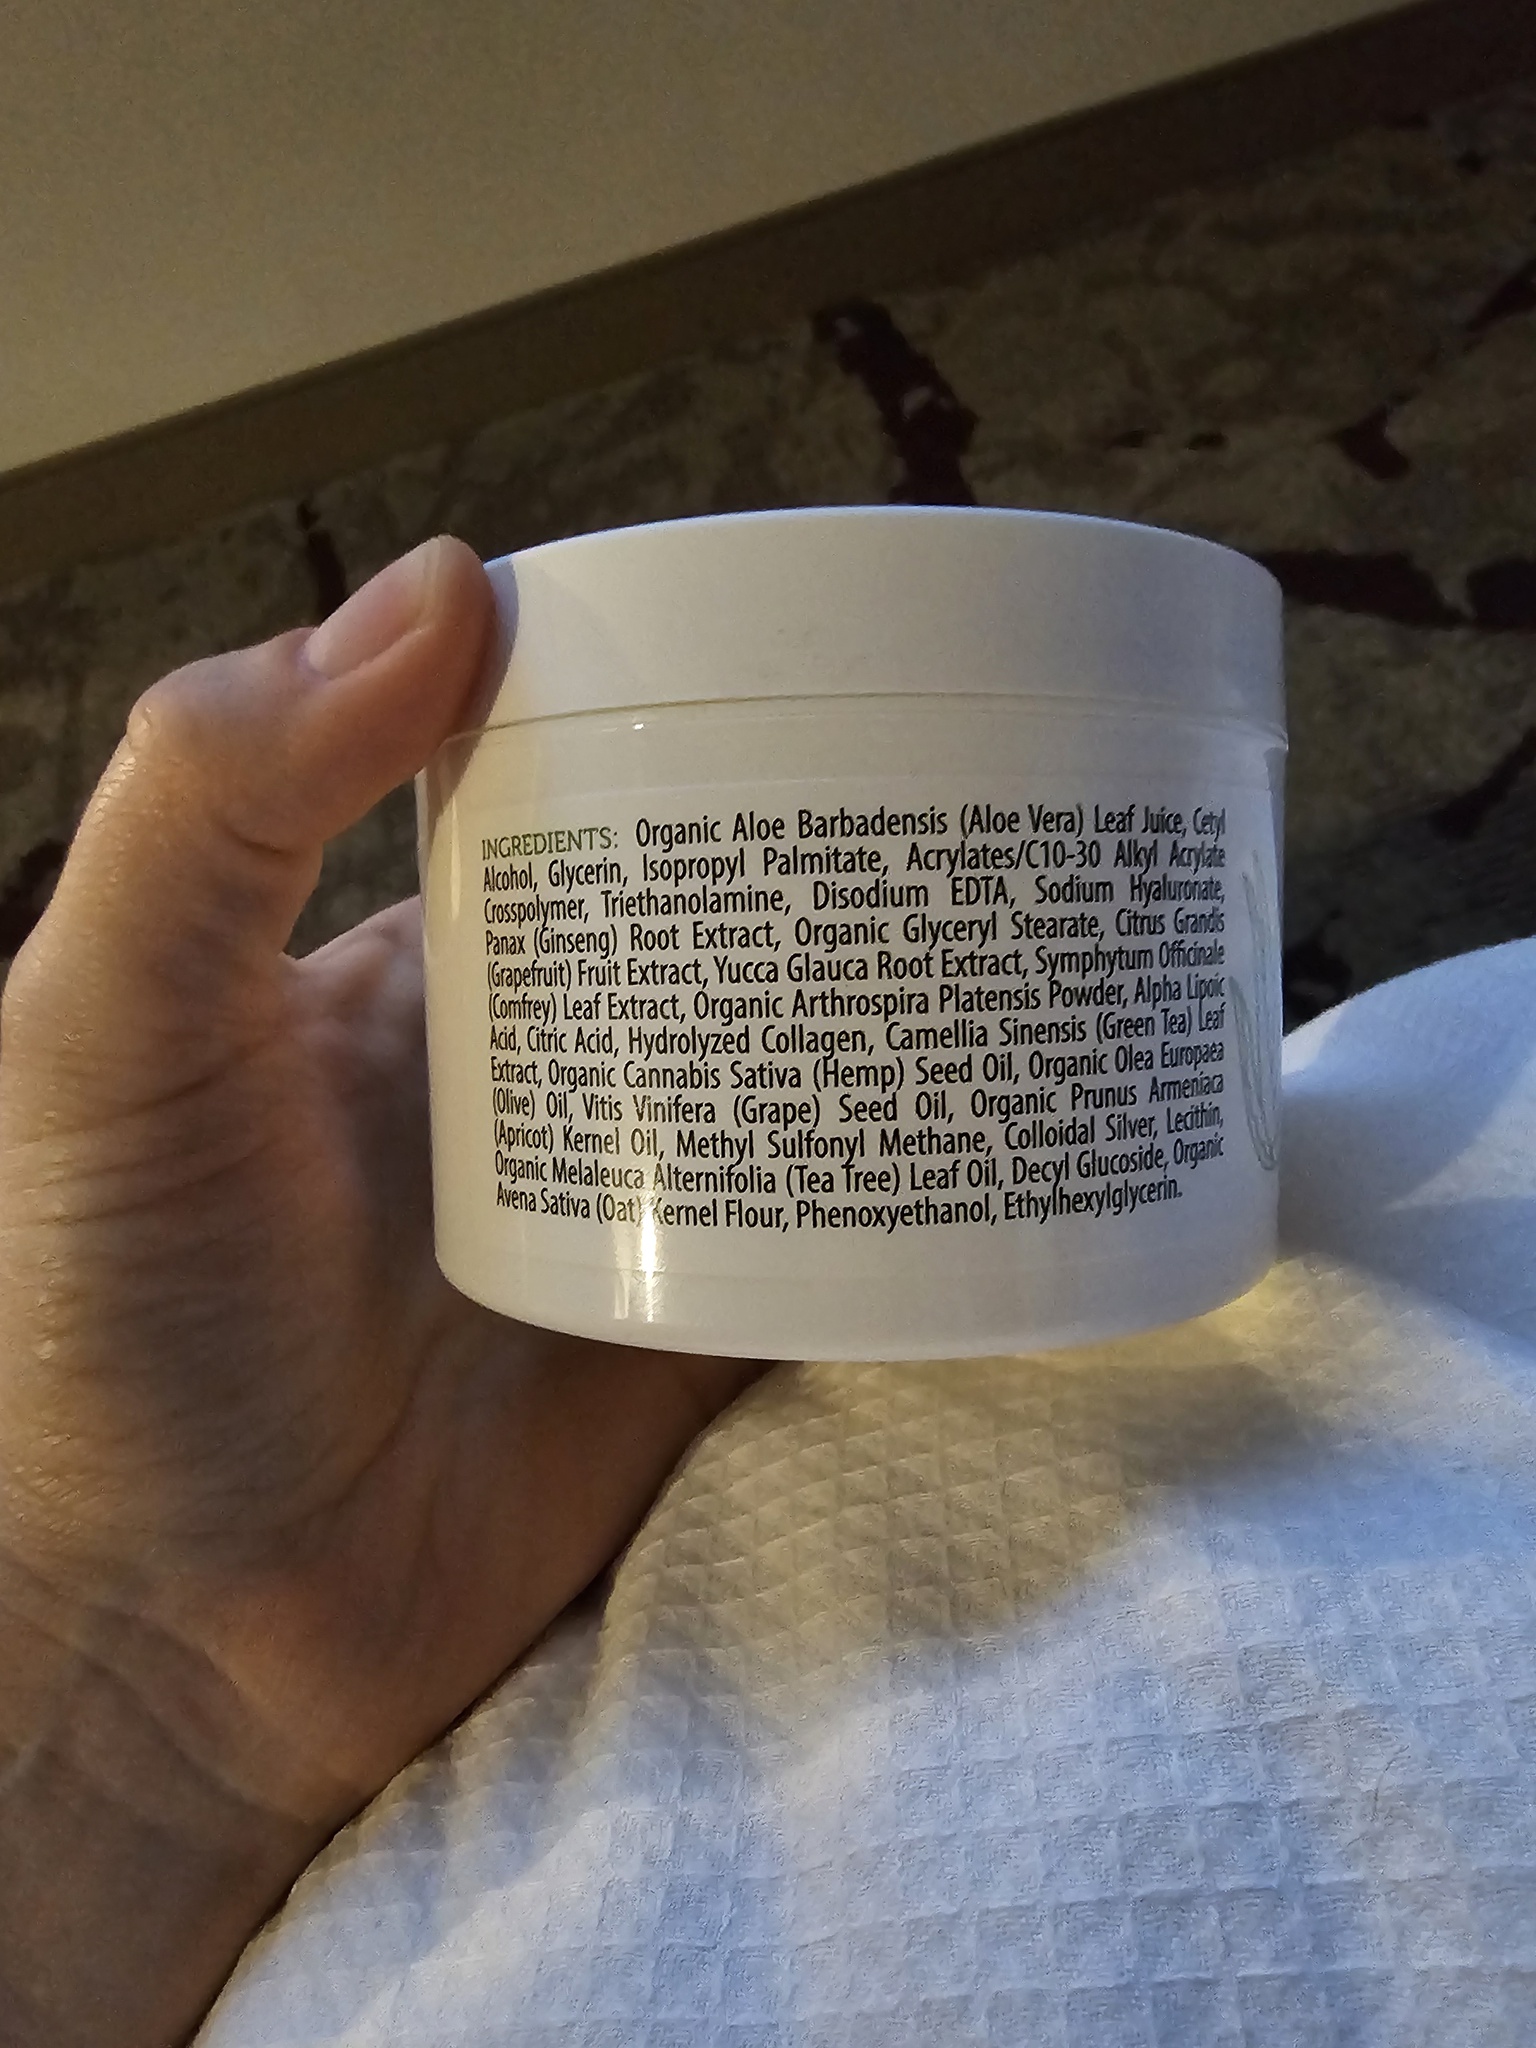 INGREDIENTS: Organic Aloe Barbadensis (Aloe Vera) Leaf Juice, Cetyl
Alcohol, Glycerin, Isopropyl Palmitate, Acrylates/C10-30 Alkyl Acrylate
Crosspolymer, Triethanolamine, Disodium EDTA, Sodium Hyaluronate,
Panax (Ginseng) Root Extract, Organic Glyceryl Stearate, Citrus Grandis
(Grapefruit) Fruit Extract, Yucca Glauca Root Extract, Symphytum Officinale
(Comfrey) Leaf Extract, Organic Arthrospira Platensis Powder, Alpha Lipoic
Acid, Citric Acid, Hydrolyzed Collagen, Camellia Sinensis (Green Tea) Leaf
Extract, Organic Cannabis Sativa (Hemp) Seed Oil, Organic Olea Europaea
(Olive) Oil, Vitis Vinifera (Grape) Seed Oil, Organic Prunus Armeniaca
(Apricot) Kernel Oil, Methyl Sulfonyl Methane, Colloidal Silver, Lecithin,
Organic Melaleuca Alternifolia (Tea Tree) Leaf Oil, Decyl Glucoside, Organic
Avena Sativa (Oat) Kernel Flour, Phenoxyethanol, Ethylhexylglycerin.